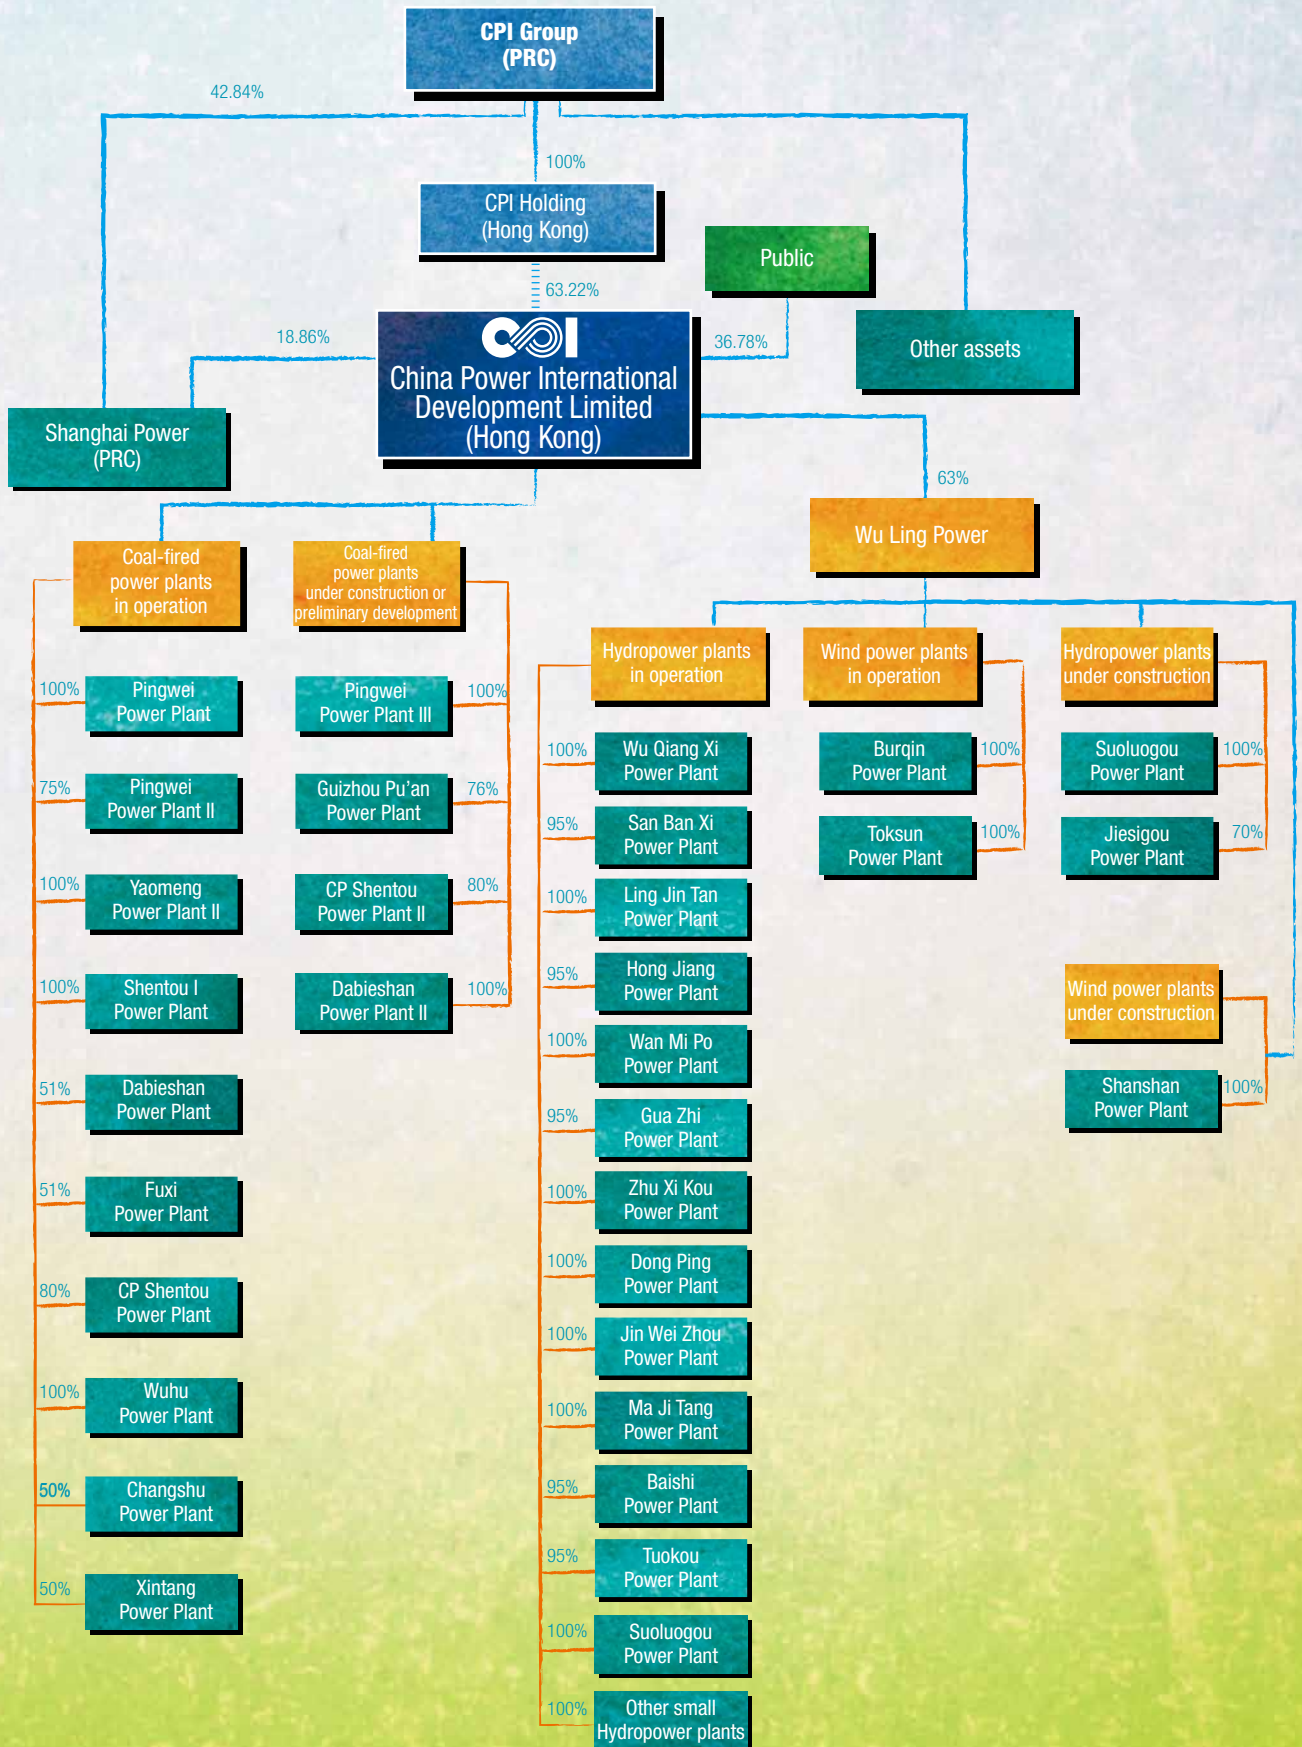 CPI Group
(PRC)
42.84%
100%
CPI Holding
(Hong Kong)
Public
63.22%
18.86%
36.78%
CPI
China Power International
Development Limited
(Hong Kong)
Other assets
Shanghai Power
(PRC)
63%
Wu Ling Power
Coal-fired
power plants
in operation
100%
Pingwei
Power Plant
75%
Pingwei
Power Plant II
100%
Yaomeng
Power Plant II
100%
Shentou I
Power Plant
51%
Dabieshan
Power Plant
51%
Fuxi
Power Plant
80%
CP Shentou
Power Plant
100%
Wuhu
Power Plant
50%
Changshu
Power Plant
50%
Xintang
Power Plant
Coal-fired
power plants
under construction or
preliminary development
Pingwei
Power Plant III
100%
Guizhou Pu'an
Power Plant
76%
CP Shentou
Power Plant II
80%
Dabieshan
Power Plant II
100%
Hydropower plants
in operation
100%
Wu Qiang Xi
Power Plant
95%
San Ban Xi
Power Plant
100%
Ling Jin Tan
Power Plant
95%
Hong Jiang
Power Plant
100%
Wan Mi Po
Power Plant
95%
Gua Zhi
Power Plant
100%
Zhu Xi Kou
Power Plant
100%
Dong Ping
Power Plant
100%
Jin Wei Zhou
Power Plant
100%
Ma Ji Tang
Power Plant
95%
Baishi
Power Plant
95%
Tuokou
Power Plant
100%
Suoluogou
Power Plant
100%
Other small
Hydropower plants
Wind power plants
in operation
Burqin
Power Plant
100%
Toksun
Power Plant
100%
Hydropower plants
under construction
Suoluogou
Power Plant
100%
Jiesigou
Power Plant
70%
Wind power plants
under construction
Shanshan
Power Plant
100%